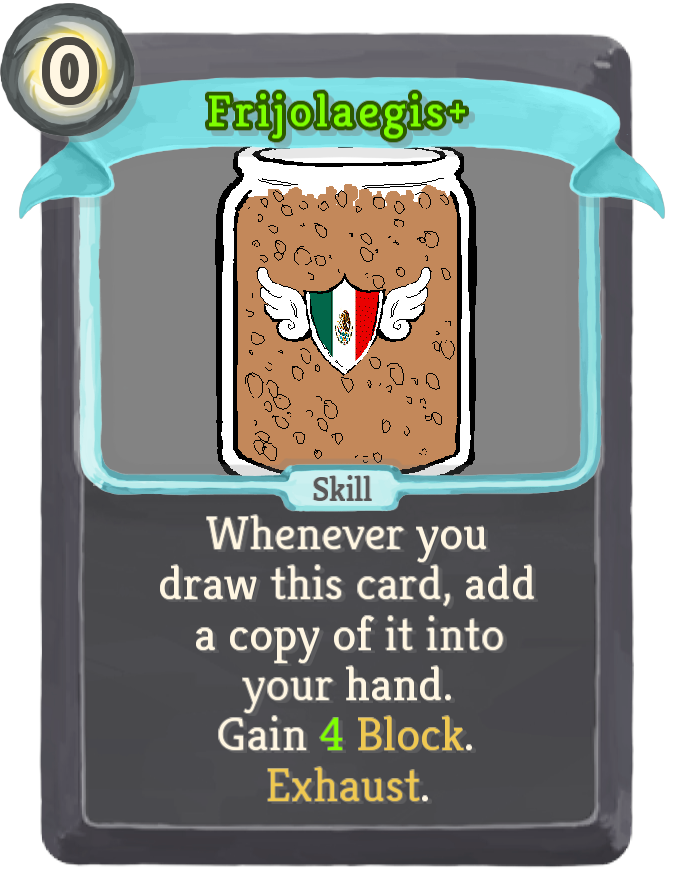 0
Frijolaegis+
Skill
Whenever you
draw this card, add
a copy of it into
your hand.
Gain 4 Block.
Exhaust.